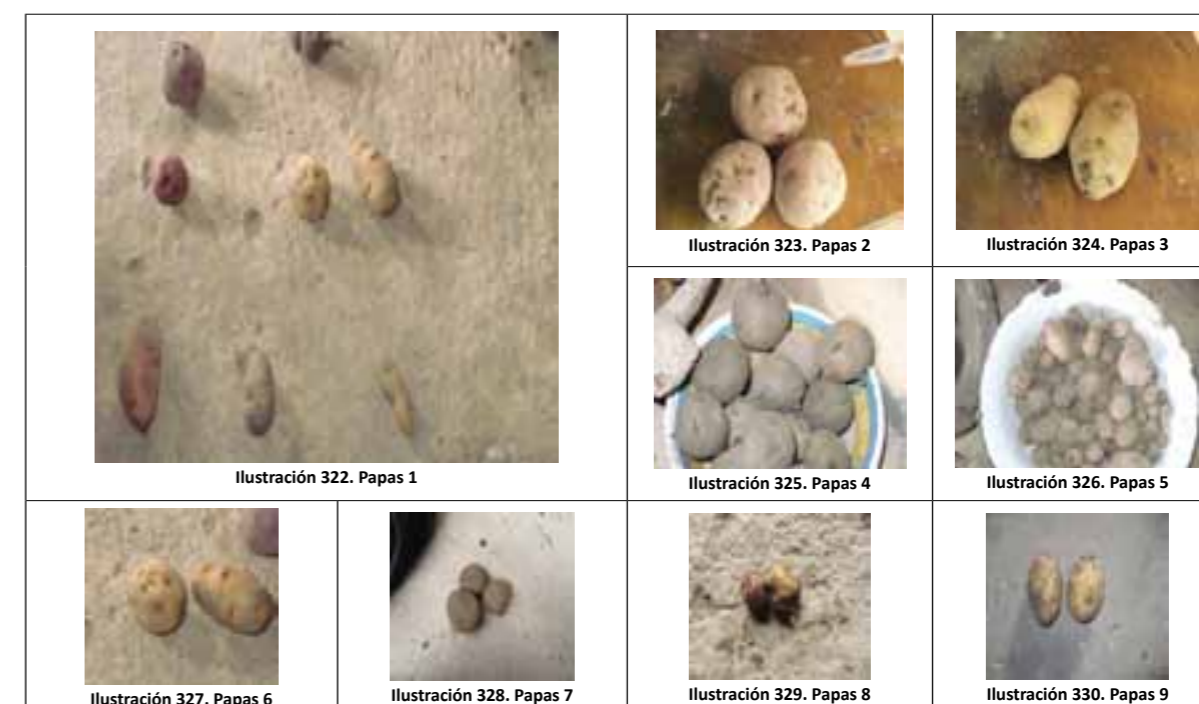 Ilustración 322. Papas 1
Ilustración 323. Papas 2
Ilustración 324. Papas 3
Ilustración 325. Papas 4
Ilustración 326. Papas 5
Ilustración 327. Papas 6
Ilustración 328. Papas 7
Ilustración 329. Papas 8
Ilustración 330. Papas 9